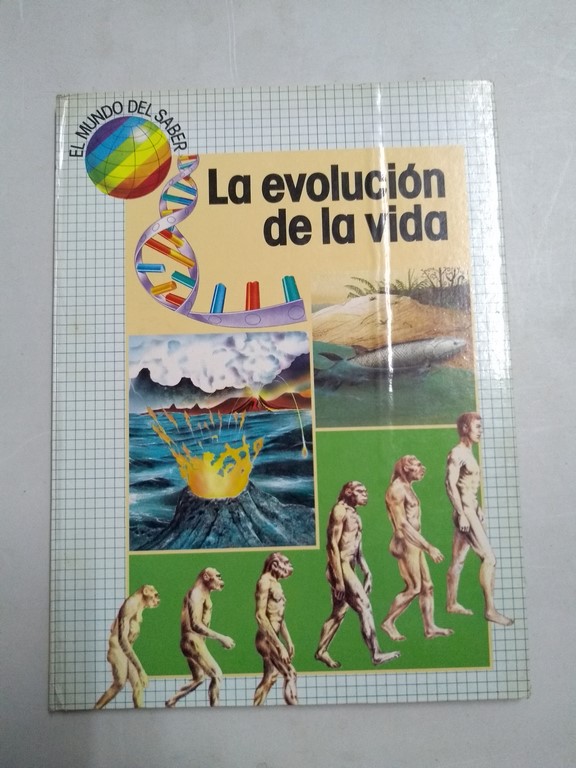 EL MUNDO DEL SABER
La evolución
de la vida